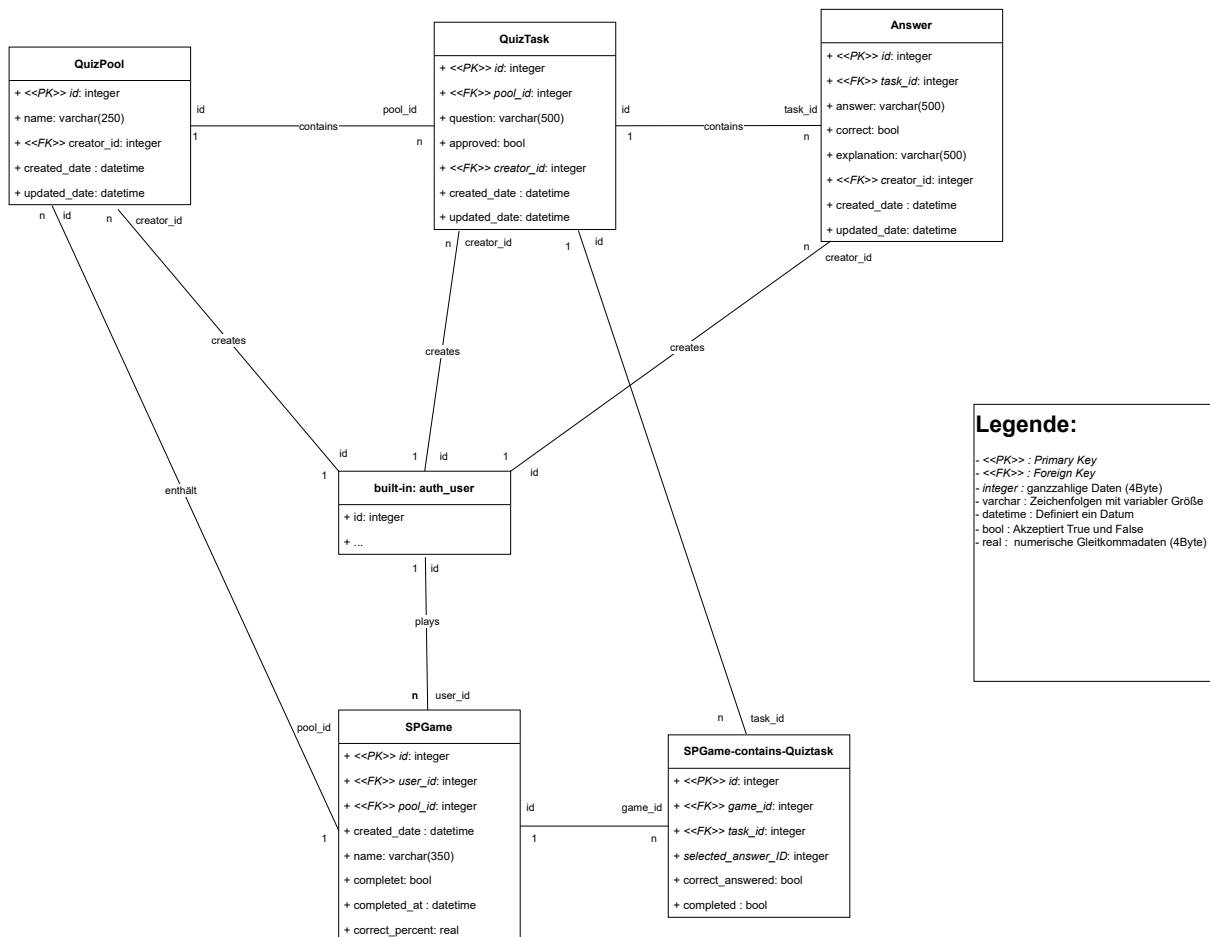 QuizPool
+ <<PK>> id: integer
+ name: varchar(250)
+ <<FK>> creator_id: integer
+ created_date : datetime
+ updated_date: datetime
QuizTask
+ <<PK>> id: integer
+ <<FK>> pool_id: integer
+ question: varchar(500)
+ approved: bool
+ <<FK>> creator_id: integer
+ created_date : datetime
+ updated_date: datetime
Answer
+ <<PK>> id: integer
+ <<FK>> task_id: integer
+ answer: varchar(500)
+ correct: bool
+ explanation: varchar(500)
+ <<FK>> creator_id: integer
+ created_date : datetime
+ updated_date: datetime
id
1
contains
pool_id
n
id
1
contains
task_id
n
n
id
n
creator_id
n
creator_id
1
id
n
creator_id
creates
creates
creates
enthält
id
1
1
id
1
id
built-in: auth_user
+ id: integer
+ ...
1
id
plays
n
user_id
pool_id
1
n
task_id
SPGame
+ <<PK>> id: integer
+ <<FK>> user_id: integer
+ <<FK>> pool_id: integer
+ created_date : datetime
+ name: varchar(350)
+ completet: bool
+ completed_at : datetime
+ correct_percent: real
id
1
game_id
n
SPGame-contains-Quiztask
+ <<PK>> id: integer
+ <<FK>> game_id: integer
+ <<FK>> task_id: integer
+ selected_answer_ID: integer
+ correct_answered: bool
+ completed : bool
Legende:
- <<PK>> : Primary Key
- <<FK>> : Foreign Key
- integer : ganzzahlige Daten (4Byte)
- varchar : Zeichenfolgen mit variabler Größe
- datetime : Definiert ein Datum
- bool : Akzeptiert True und False
- real : numerische Gleitkommadaten (4Byte)